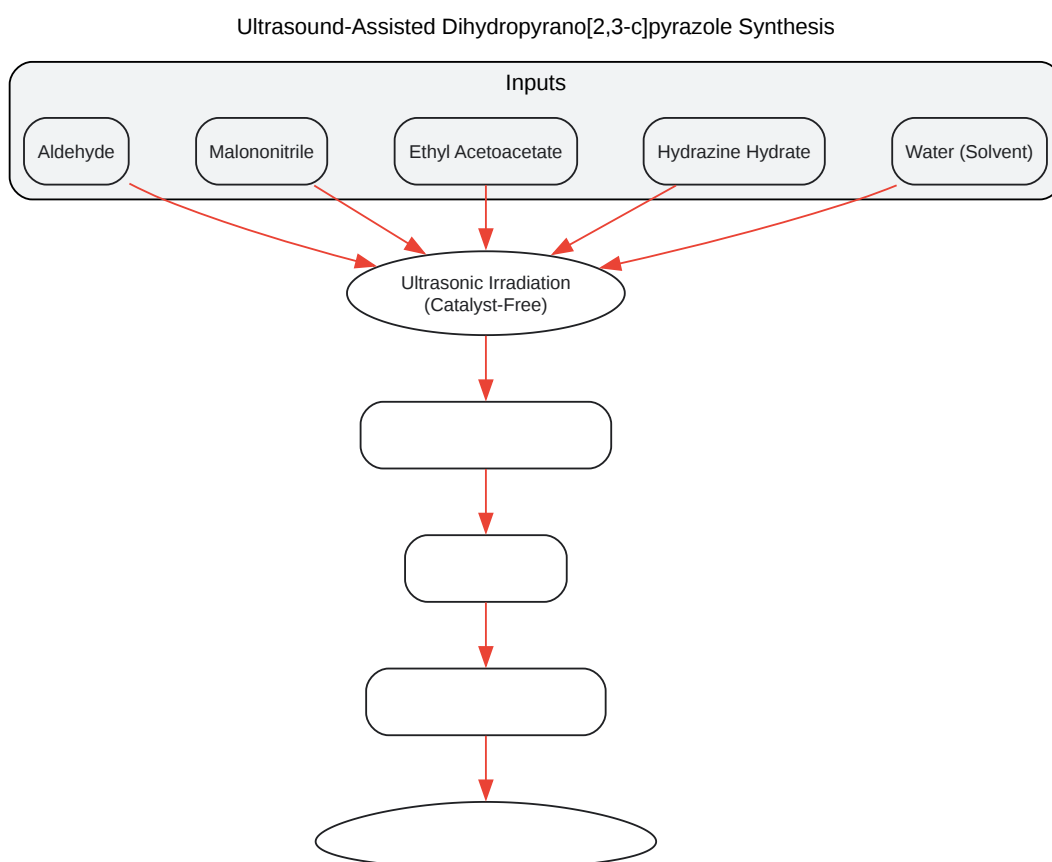 Ultrasound-Assisted Dihydropyrano[2,3-c]pyrazole Synthesis
Inputs
Aldehyde
Malononitrile
Ethyl Acetoacetate
Hydrazine Hydrate
Water (Solvent)
Ultrasonic Irradiation
(Catalyst-Free)